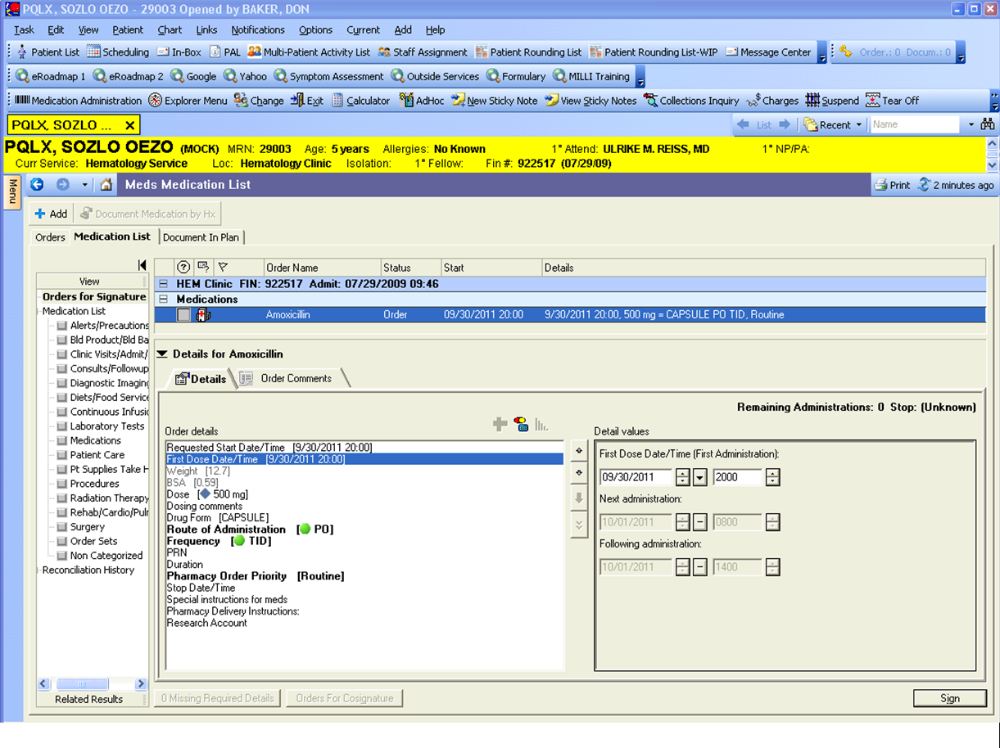 PQLX, SOZLO OEZO - 29003 Opened by BAKER, DON
Task Edit View Patient Chart Links Notifications Options Current Add Help
Patient List Scheduling In-Box PAL Multi-Patient Activity List Staff Assignment Patient Rounding List Patient Rounding List-WIP Message Center Order.: 0 Docum.: 0
eRoadmap 1 eRoadmap 2 Google Yahoo Symptom Assessment Outside Services Formulary MILLI Training
Medication Administration Explorer Menu Change Exit Calculator AdHoc New Sticky Note View Sticky Notes Collections Inquiry Charges Suspend Tear Off
PQLX, SOZLO ... List Recent Name
PQLX, SOZLO OEZO (MOCK) MRN: 29003 Age: 5 years Allergies: No Known 1° Attend: ULRIKE M. REISS, MD 1° NP/PA:
Curr Service: Hematology Service Loc: Hematology Clinic Isolation: 1° Fellow: Fin #: 922517 (07/29/09)
Menu
Meds Medication List Print 2 minutes ago
Add Document Medication by Hx
Orders Medication List Document In Plan
View
Orders for Signature
Medication List
Alerts/Precautions
Bld Product/Bld Ba
Clinic Visits/Admit/
Consults/Followup
Diagnostic Imaging
Diets/Food Service
Continuous Infusio
Laboratory Tests
Medications
Patient Care
Pt Supplies Take H
Procedures
Radiation Therapy
Rehab/Cardio/Pulr
Surgery
Order Sets
Non Categorized
Reconciliation History
Related Results
Order Name Status Start Details
HEM Clinic FIN: 922517 Admit: 07/29/2009 09:46
Medications
Amoxicillin Order 09/30/2011 20:00 9/30/2011 20:00, 500 mg = CAPSULE PO TID, Routine
Details for Amoxicillin
Details Order Comments
Remaining Administrations: 0 Stop: (Unknown)
Order details
Requested Start Date/Time [9/30/2011 20:00]
First Dose Date/Time [9/30/2011 20:00]
Weight [12.7]
BSA [0.59]
Dose [500 mg]
Dosing comments
Drug Form [CAPSULE]
Route of Administration [PO]
Frequency [TID]
PRN
Duration
Pharmacy Order Priority [Routine]
Stop Date/Time
Special instructions for meds
Pharmacy Delivery Instructions:
Research Account
Detail values
First Dose Date/Time (First Administration):
09/30/2011 2000
Next administration:
10/01/2011 0800
Following administration:
10/01/2011 1400
0 Missing Required Details Orders For Cosignature Sign